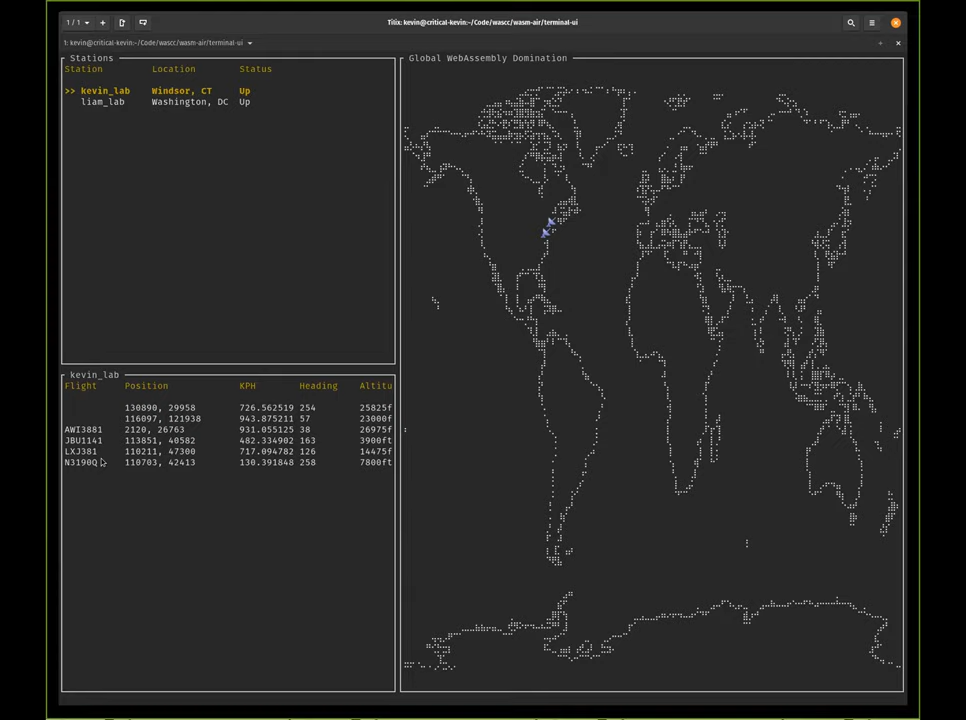 1 / 1
Tilix: kevin@critical-kevin:~/Code/wascc/wasm-air/terminal-ui
1: kevin@critical-kevin:~/Code/wascc/wasm-air/terminal-ui
Stations
Station Location Status
>> kevin_lab Windsor, CT Up
liam_lab Washington, DC Up
kevin_lab
Flight Position KPH Heading Altitu
130890, 29958 726.562519 254 25825f
116097, 121938 943.875211 57 23000f
AWI3881 2120, 26763 931.055125 38 26975f
JBU1141 113851, 40582 482.334902 163 3900ft
LXJ381 110211, 47300 717.094782 126 14475f
N3190Q 110703, 42413 130.391848 258 7800ft
Global WebAssembly Domination